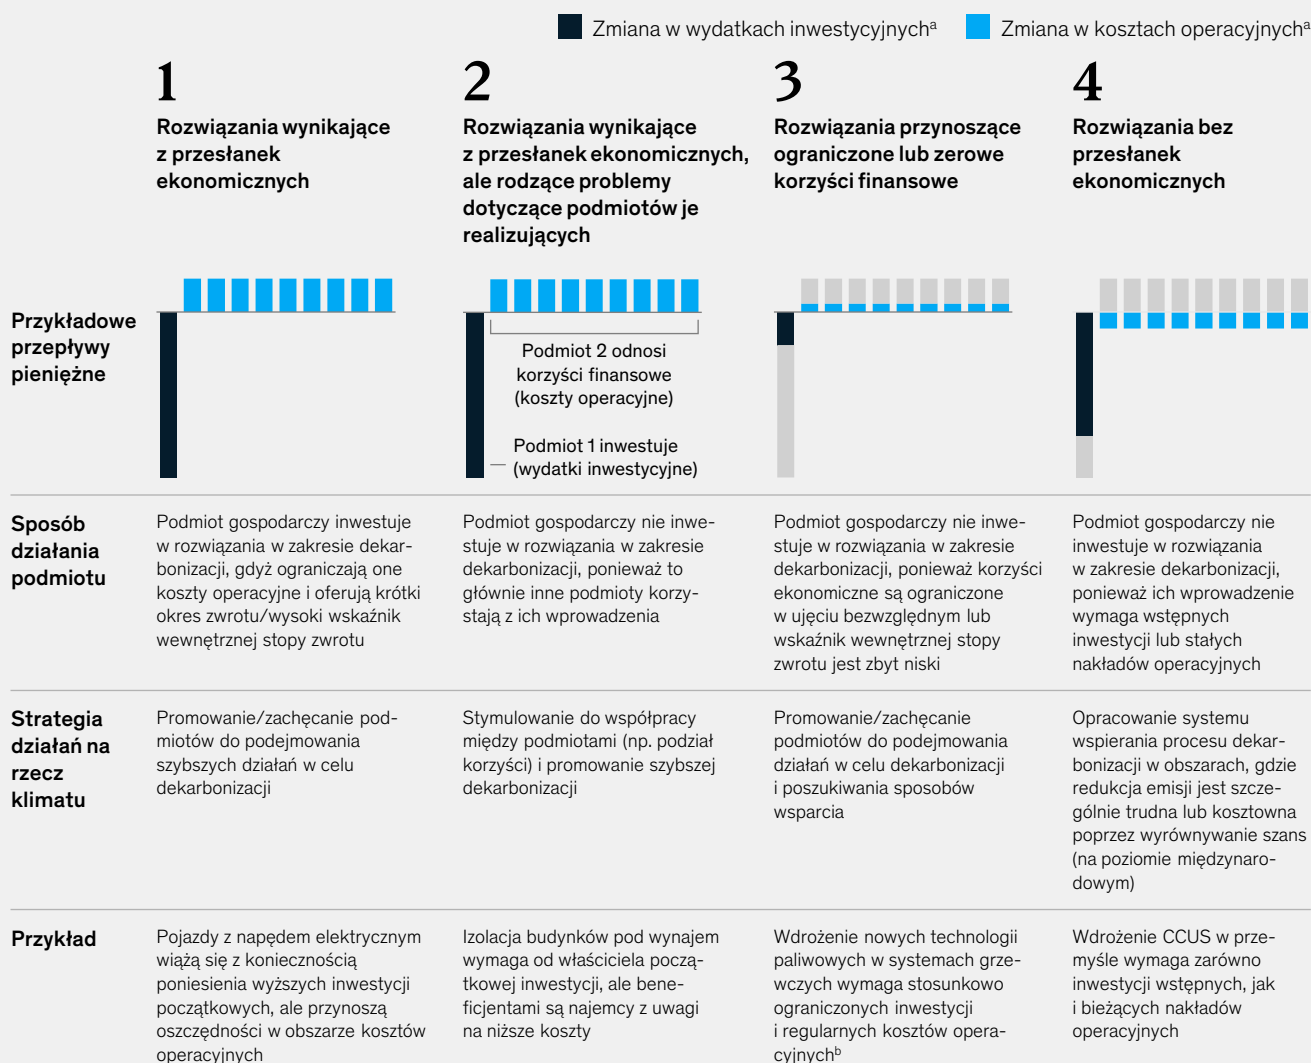 Zmiana w wydatkach inwestycyjnychᵃ
Zmiana w kosztach operacyjnychᵃ
1
Rozwiązania wynikające
z przesłanek
ekonomicznych
2
Rozwiązania wynikające
z przesłanek ekonomicznych,
ale rodzące problemy
dotyczące podmiotów je
realizujących
3
Rozwiązania przynoszące
ograniczone lub zerowe
korzyści finansowe
4
Rozwiązania bez
przesłanek
ekonomicznych
Przykładowe
przepływy
pieniężne
Podmiot 2 odnosi
korzyści finansowe
(koszty operacyjne)
Podmiot 1 inwestuje
(wydatki inwestycyjne)
Sposób
działania
podmiotu
Podmiot gospodarczy inwestuje
w rozwiązania w zakresie dekar-
bonizacji, gdyż ograniczają one
koszty operacyjne i oferują krótki
okres zwrotu/wysoki wskaźnik
wewnętrznej stopy zwrotu
Podmiot gospodarczy nie inwe-
stuje w rozwiązania w zakresie
dekarbonizacji, ponieważ to
głównie inne podmioty korzy-
stają z ich wprowadzenia
Podmiot gospodarczy nie inwe-
stuje w rozwiązania w zakresie
dekarbonizacji, ponieważ korzyści
ekonomiczne są ograniczone
w ujęciu bezwzględnym lub
wskaźnik wewnętrznej stopy
zwrotu jest zbyt niski
Podmiot gospodarczy nie
inwestuje w rozwiązania
w zakresie dekarbonizacji,
ponieważ ich wprowadzenie
wymaga wstępnych
inwestycji lub stałych
nakładów operacyjnych
Strategia
działań na
rzecz
klimatu
Promowanie/zachęcanie pod-
miotów do podejmowania
szybszych działań w celu
dekarbonizacji
Stymulowanie do współpracy
między podmiotami (np. podział
korzyści) i promowanie szybszej
dekarbonizacji
Promowanie/zachęcanie
podmiotów do podejmowania
działań w celu dekarbonizacji
i poszukiwania sposobów
wsparcia
Opracowanie systemu
wspierania procesu dekar-
bonizacji w obszarach, gdzie
redukcja emisji jest szcze-
gólnie trudna lub kosztowna
poprzez wyrównywanie szans
(na poziomie międzynaro-
dowym)
Przykład
Pojazdy z napędem elektrycznym
wiążą się z koniecznością
poniesienia wyższych inwestycji
początkowych, ale przynoszą
oszczędności w obszarze kosztów
operacyjnych
Izolacja budynków pod wynajem
wymaga od właściciela począ-
tkowej inwestycji, ale bene-
ficjentami są najemcy z uwagi
na niższe koszty
Wdrożenie nowych technologii
paliwowych w systemach grze-
wczych wymaga stosunkowo
ograniczonych inwestycji
i regularnych kosztów opera-
cyjnychᵇ
Wdrożenie CCUS w prze-
myśle wymaga zarówno
inwestycji wstępnych, jak
i bieżących nakładów
operacyjnych